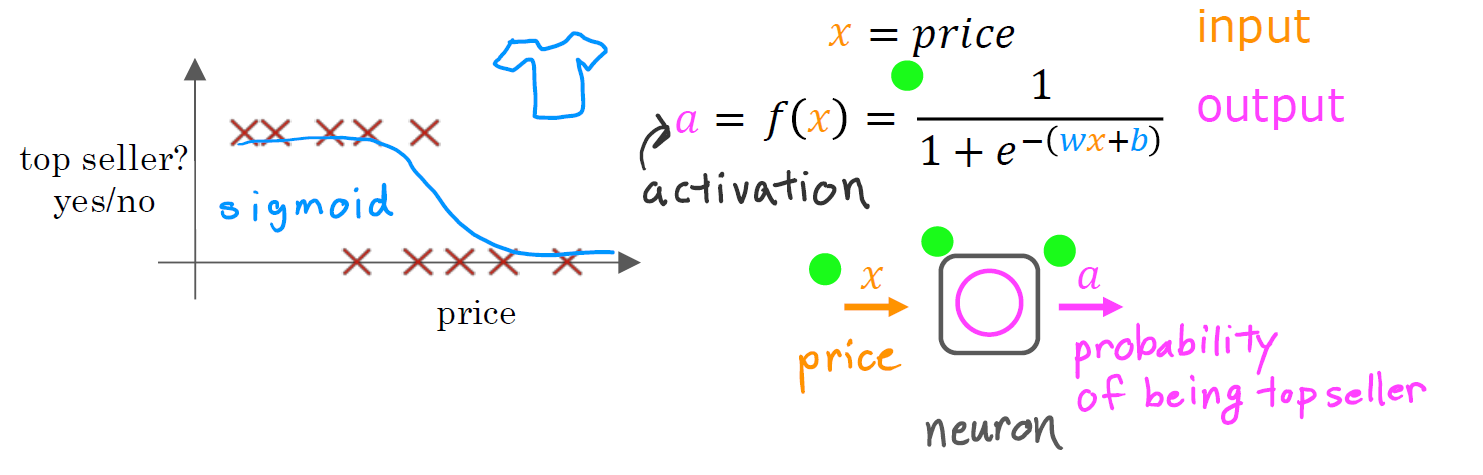 x = price
input
a = f(x) = 1 / (1 + e^-(wx+b))
output
activation
top seller?
yes/no
sigmoid
price
x
a
price
probability
of being top seller
neuron